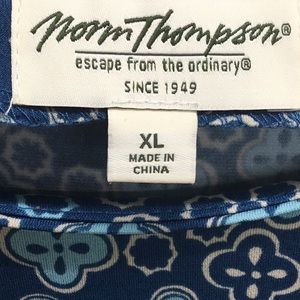 Norm Thompson®
escape from the ordinary®
SINCE 1949
XL
MADE IN
CHINA